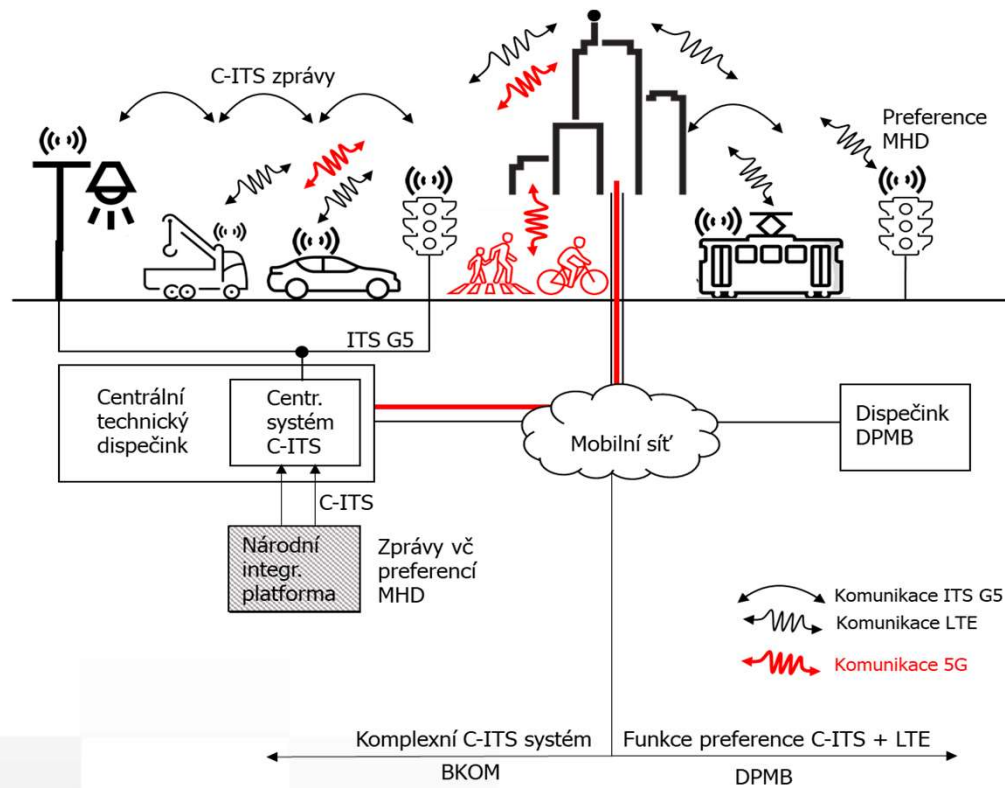 C-ITS zprávy
Preference
MHD
ITS G5
Centrální
technický
dispečink
Centr.
systém
C-ITS
Mobilní síť
Dispečink
DPMB
C-ITS
Národní
integr.
platforma
Zprávy vč
preferencí
MHD
Komunikace ITS G5
Komunikace LTE
Komunikace 5G
Komplexní C-ITS systém
BKOM
Funkce preference C-ITS + LTE
DPMB